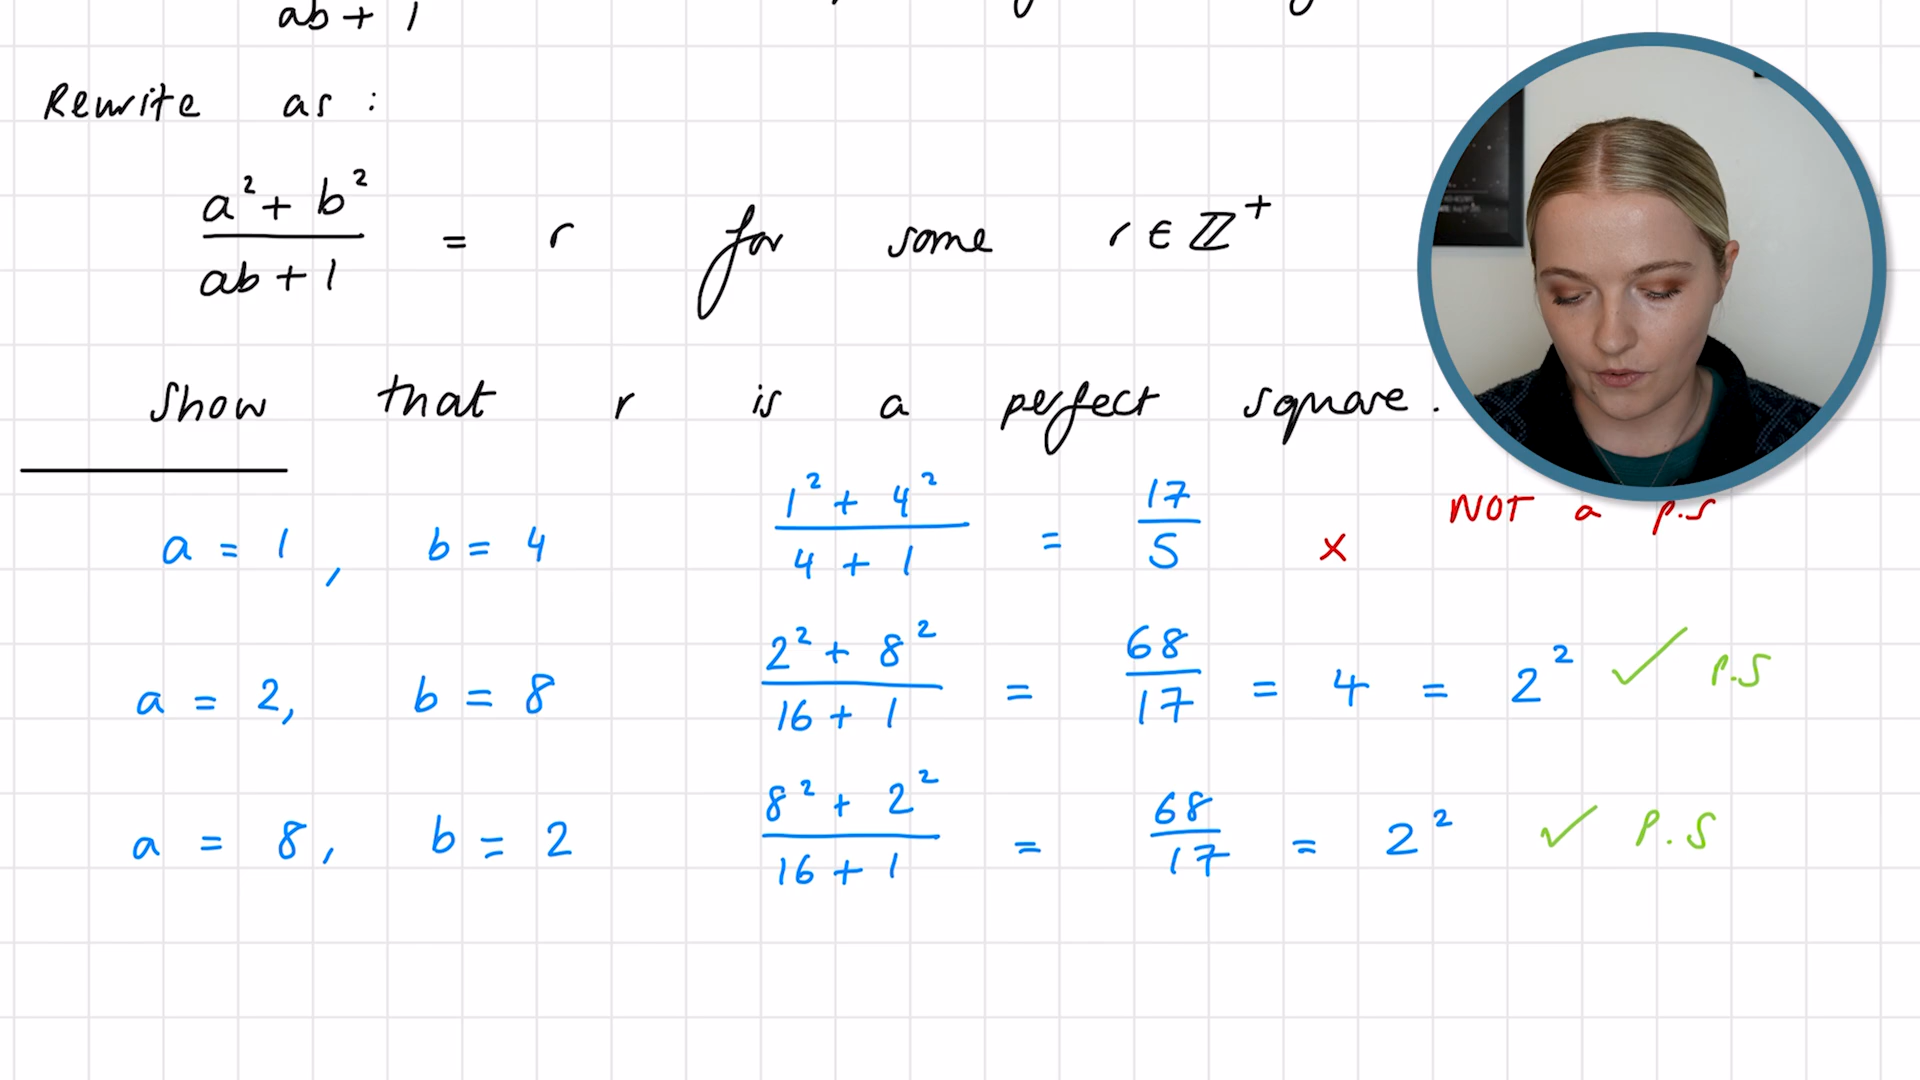 ab + 1
Rewrite as :
a² + b²
ab + 1
= r for some r ∈ ℤ⁺
Show that r is a perfect square.
a = 1, b = 4
1² + 4²
4 + 1
=
17
5
× NOT a p.s
a = 2, b = 8
2² + 8²
16 + 1
=
68
17
= 4 = 2² ✓ P.S
a = 8, b = 2
8² + 2²
16 + 1
=
68
17
= 2² ✓ P.S